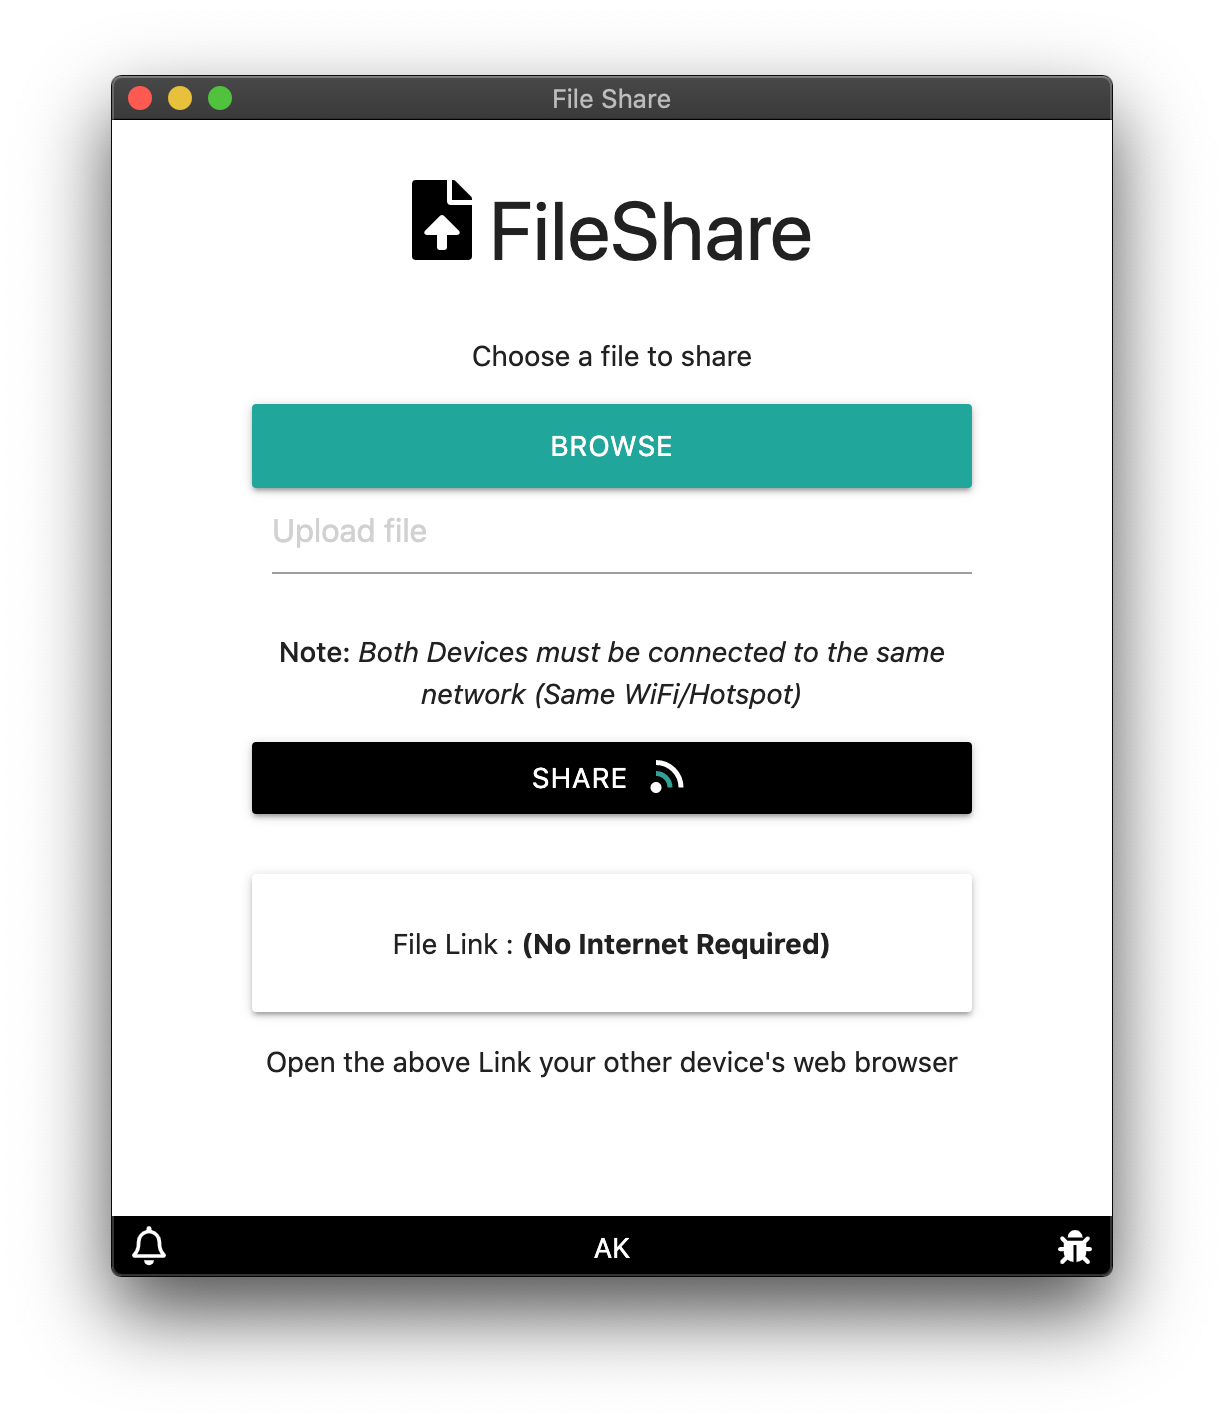 File Share
FileShare
Choose a file to share
BROWSE
Upload file
Note: Both Devices must be connected to the same
network (Same WiFi/Hotspot)
SHARE
File Link : (No Internet Required)
Open the above Link your other device's web browser
AK